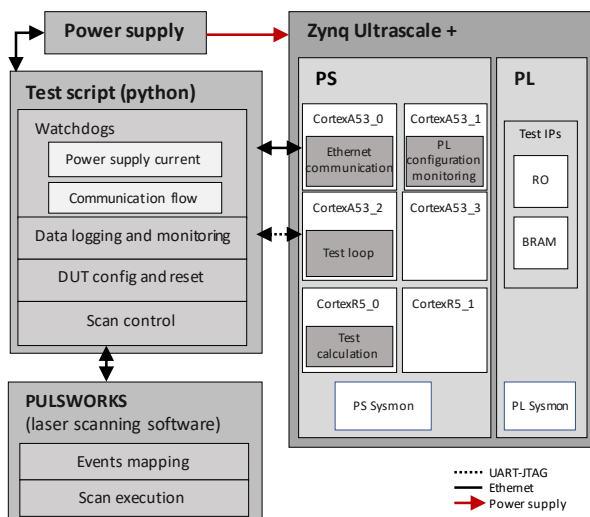 Power supply
Zynq Ultrascale +
Test script (python)
Watchdogs
Power supply current
Communication flow
Data logging and monitoring
DUT config and reset
Scan control
PULSWORKS
(laser scanning software)
Events mapping
Scan execution
PS
CortexA53_0
Ethernet
communication
CortexA53_1
PL
configuration
monitoring
CortexA53_2
Test loop
CortexA53_3
CortexR5_0
Test
calculation
CortexR5_1
PS Sysmon
PL
Test IPs
RO
BRAM
PL Sysmon
UART-JTAG
Ethernet
Power supply